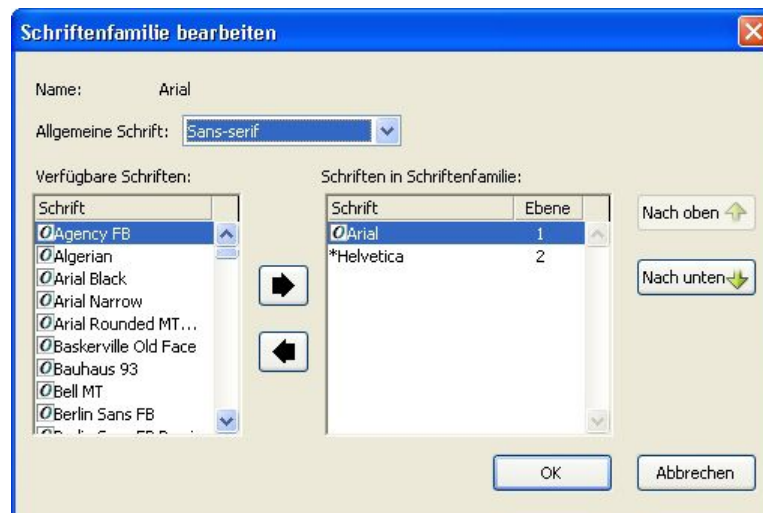 Schriftenfamilie bearbeiten
Name: Arial
Allgemeine Schrift: Sans-serif
Verfügbare Schriften:
Schrift
Agency FB
Algerian
Arial Black
Arial Narrow
Arial Rounded MT...
Baskerville Old Face
Bauhaus 93
Bell MT
Berlin Sans FB
Schriften in Schriftenfamilie:
Schrift Ebene
Arial 1
*Helvetica 2
Nach oben
Nach unten
OK
Abbrechen